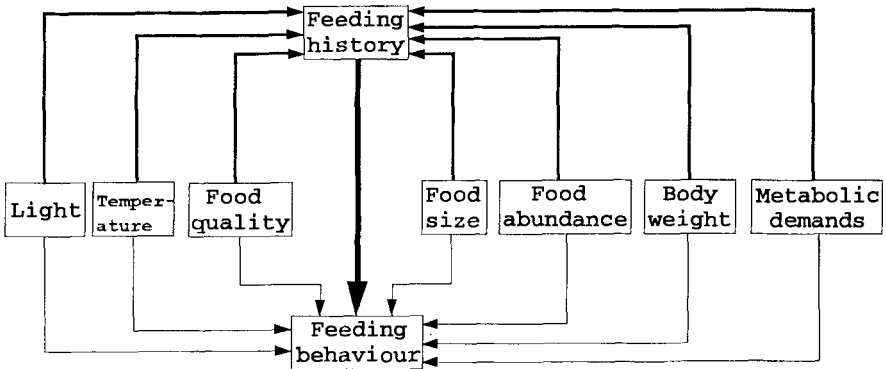 Feeding
history
Light
Temper-
ature
Food
quality
Food
size
Food
abundance
Body
weight
Metabolic
demands
Feeding
behaviour